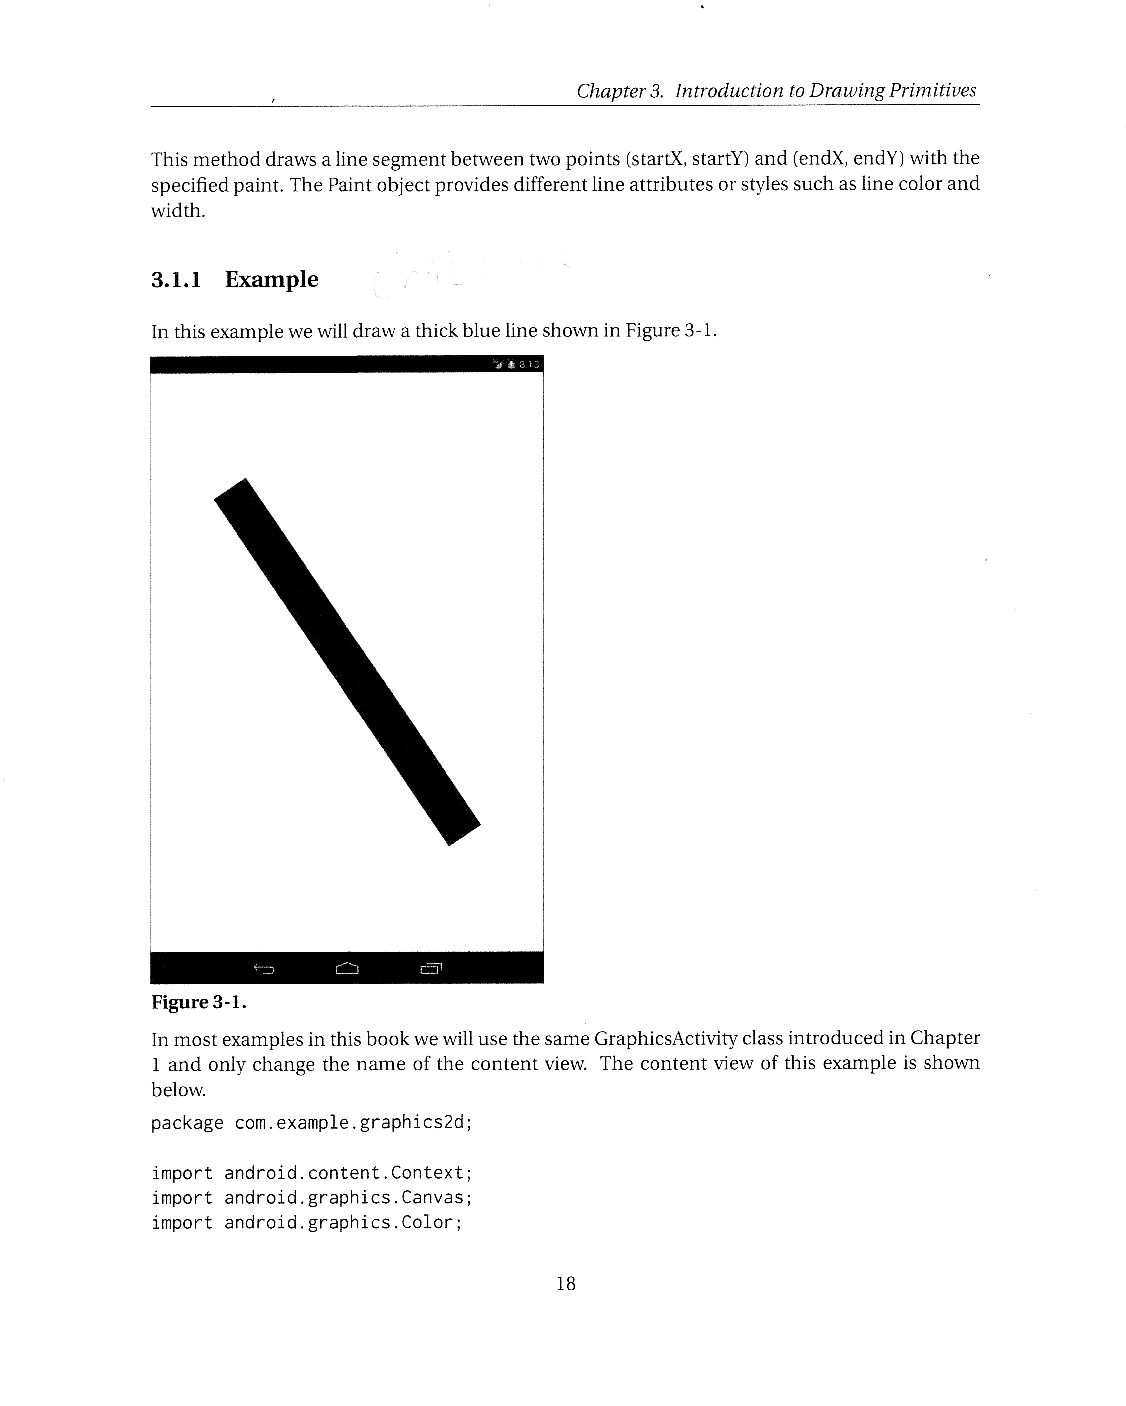 Chapter 3. Introduction to Drawing Primitives
This method draws a line segment between two points (startX, startY) and (endX, endY) with the
specified paint. The Paint object provides different line attributes or styles such as line color and
width.
3.1.1 Example
In this example we will draw a thick blue line shown in Figure 3-1.
Figure 3-1.
In most examples in this book we will use the same GraphicsActivity class introduced in Chapter
1 and only change the name of the content view. The content view of this example is shown
below.
package com.example.graphics2d;
import android.content.Context;
import android.graphics.Canvas;
import android.graphics.Color;
18